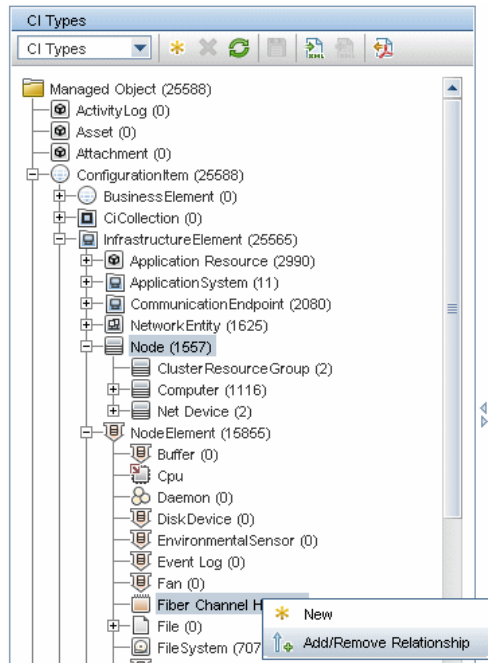 CI Types
CI Types
Managed Object (25588)
ActivityLog (0)
Asset (0)
Attachment (0)
ConfigurationItem (25588)
BusinessElement (0)
CiCollection (0)
InfrastructureElement (25565)
Application Resource (2990)
ApplicationSystem (11)
CommunicationEndpoint (2080)
NetworkEntity (1625)
Node (1557)
ClusterResourceGroup (2)
Computer (1116)
Net Device (2)
NodeElement (15855)
Buffer (0)
Cpu
Daemon (0)
DiskDevice (0)
EnvironmentalSensor (0)
Event Log (0)
Fan (0)
Fiber Channel H
New
File (0)
Add/Remove Relationship
FileSystem (707